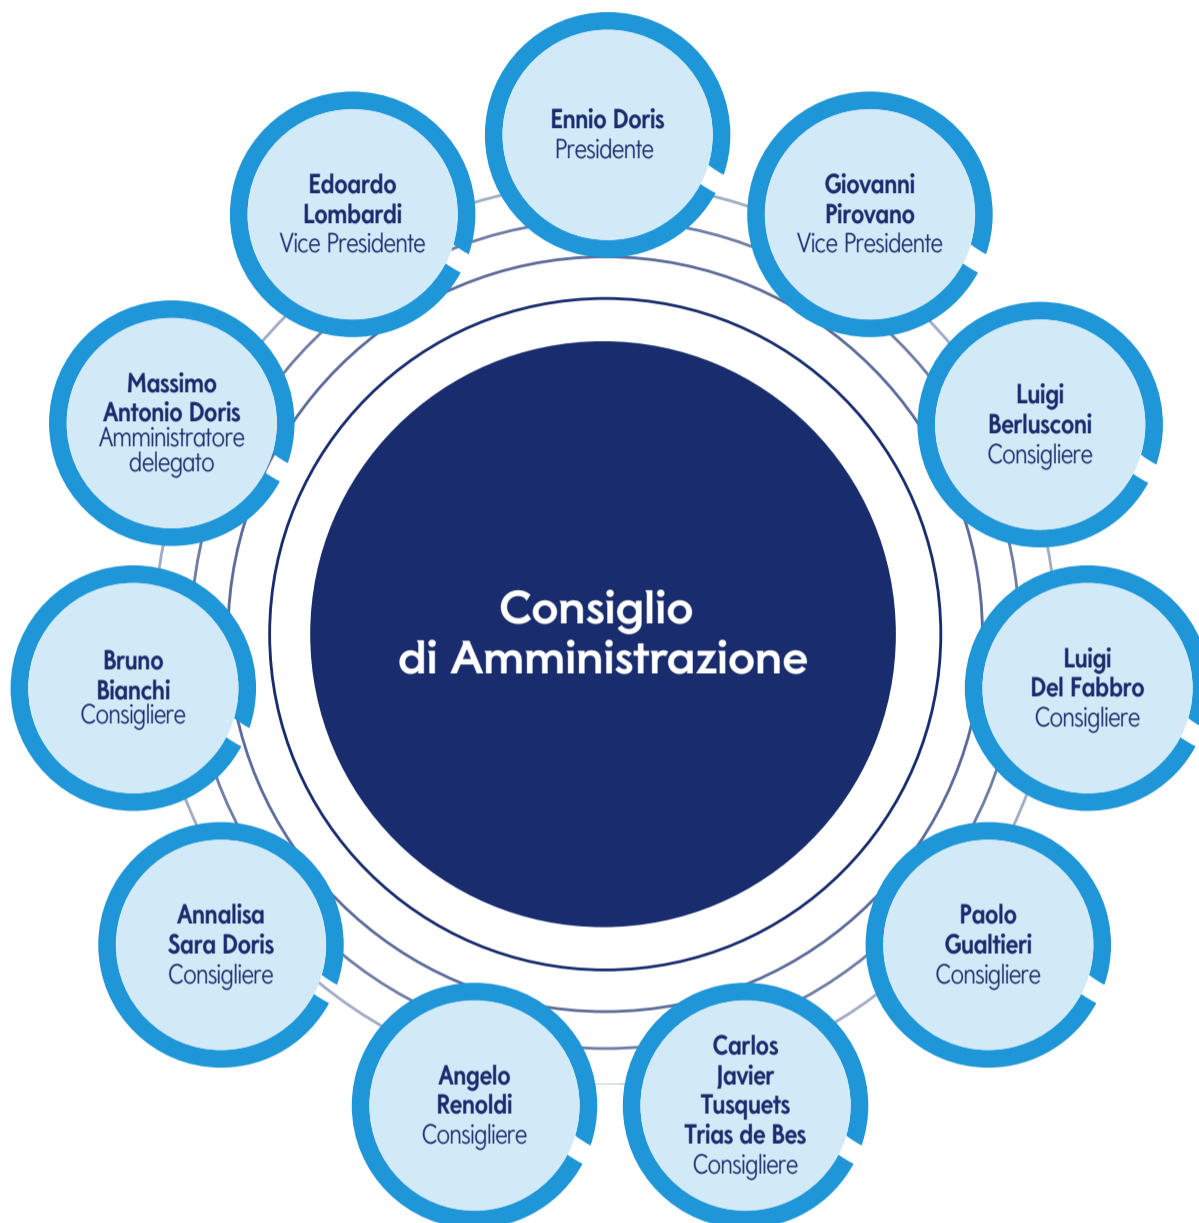 Ennio Doris
Presidente
Edoardo
Lombardi
Vice Presidente
Giovanni
Pirovano
Vice Presidente
Massimo
Antonio Doris
Amministratore
delegato
Luigi
Berlusconi
Consigliere
Consiglio
di Amministrazione
Bruno
Bianchi
Consigliere
Luigi
Del Fabbro
Consigliere
Annalisa
Sara Doris
Consigliere
Paolo
Gualtieri
Consigliere
Angelo
Renoldi
Consigliere
Carlos
Javier
Tusquets
Trias de Bes
Consigliere